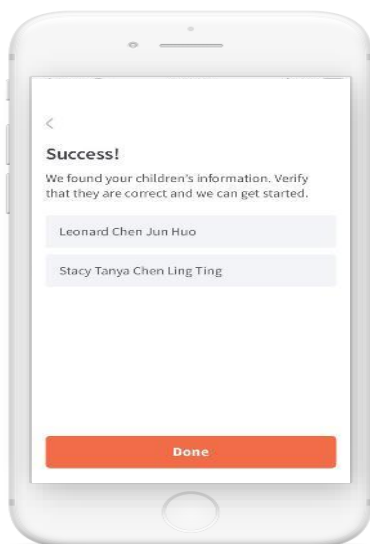 Success!
We found your children's information. Verify
that they are correct and we can get started.
Leonard Chen Jun Huo
Stacy Tanya Chen Ling Ting
Done